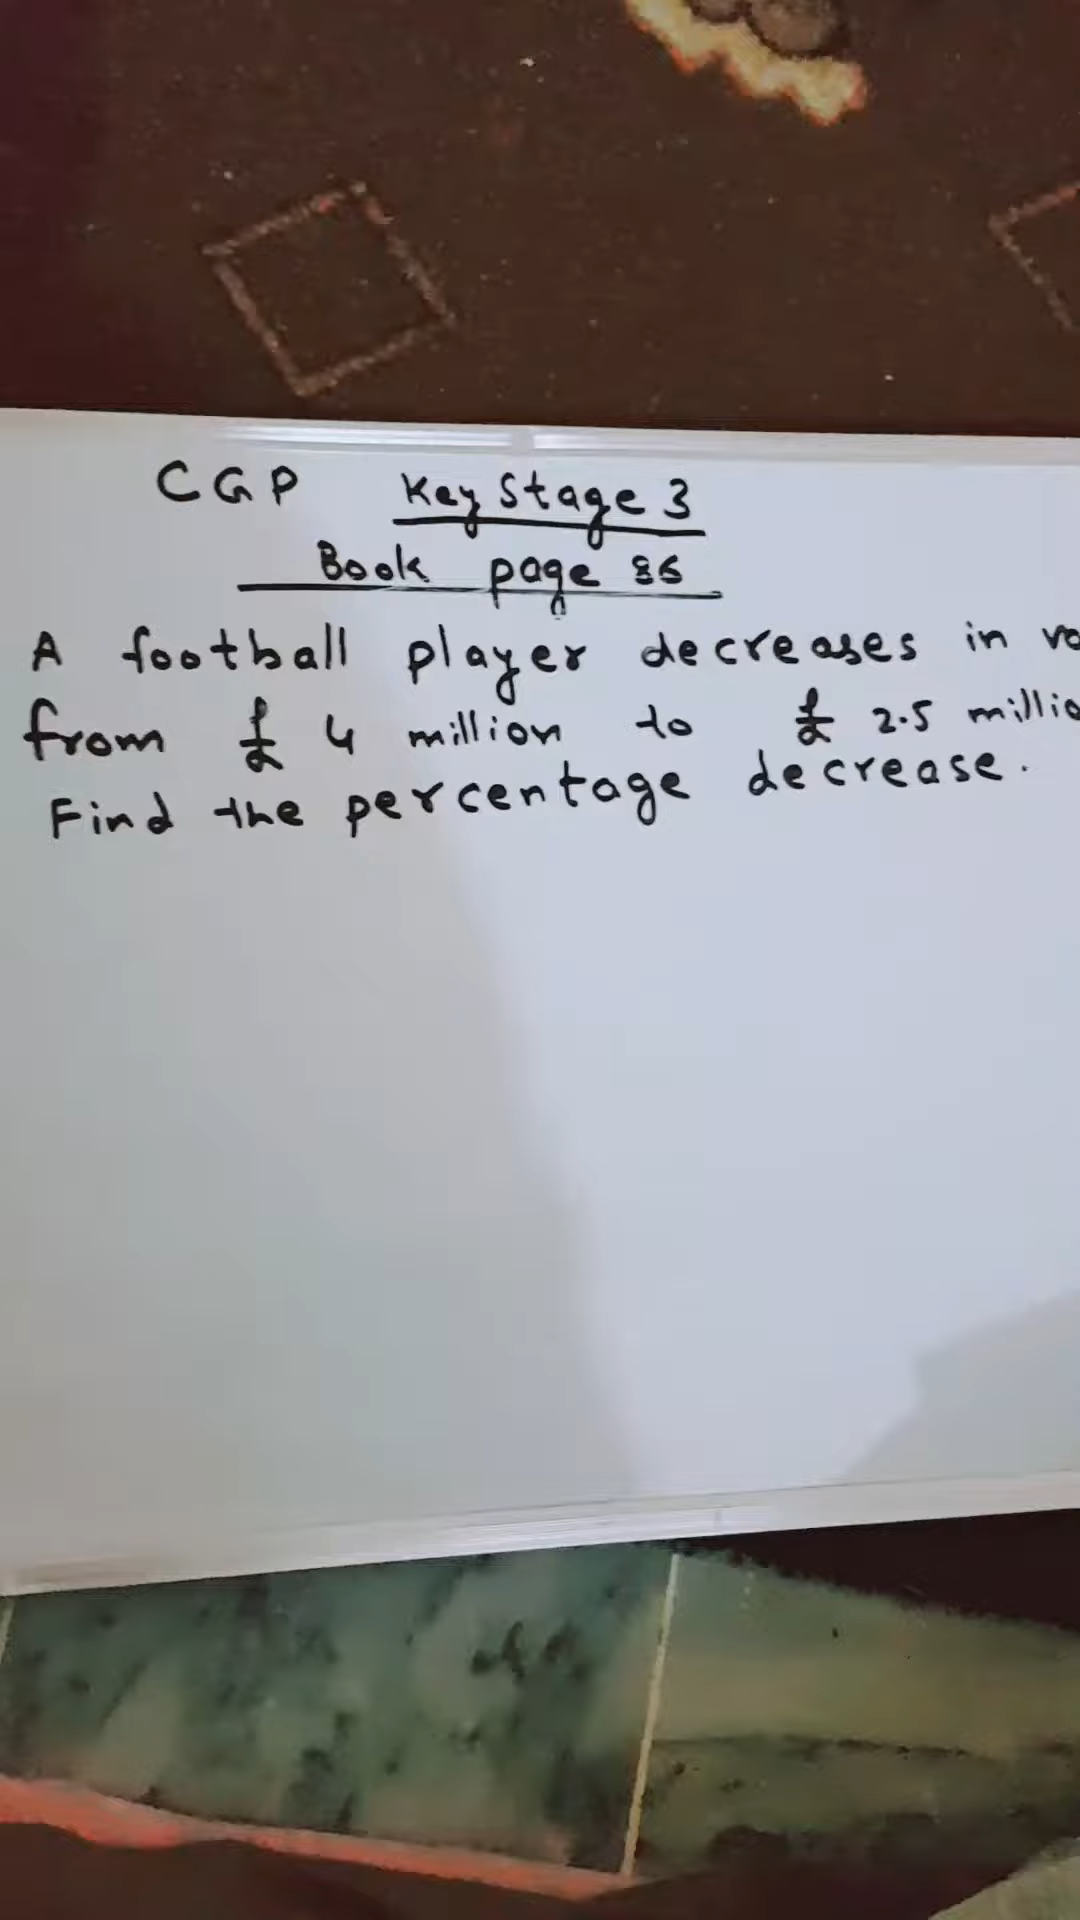 CGP Key Stage 3
Book page 86
A football player decreases in
from £ 4 million to £ 2.5
Find the percentage decrease.